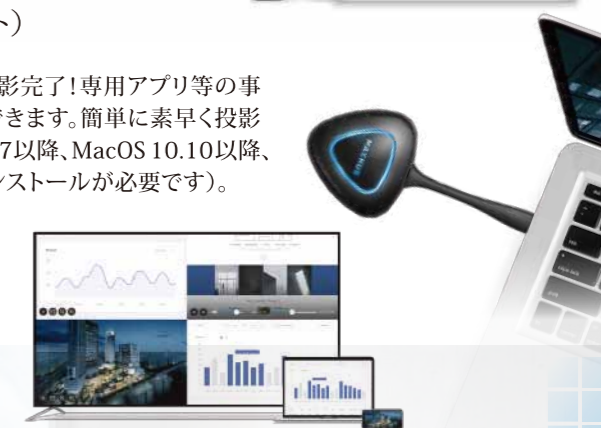 ト）
影完了！専用アプリ等の事
できます。簡単に素早く投影
7以降、MacOS 10.10以降、
ンストールが必要です）。